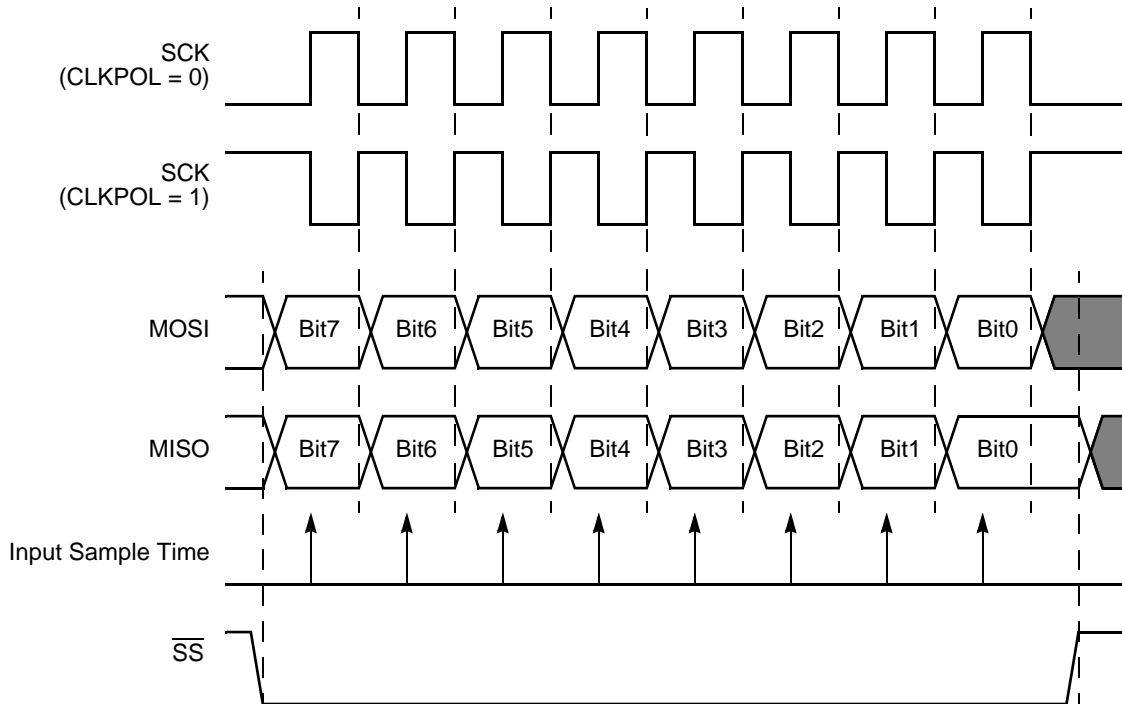 SCK
(CLKPOL = 0)
SCK
(CLKPOL = 1)
MOSI
Bit7 Bit6 Bit5 Bit4 Bit3 Bit2 Bit1 Bit0
MISO
Bit7 Bit6 Bit5 Bit4 Bit3 Bit2 Bit1 Bit0
Input Sample Time
S̅S̅